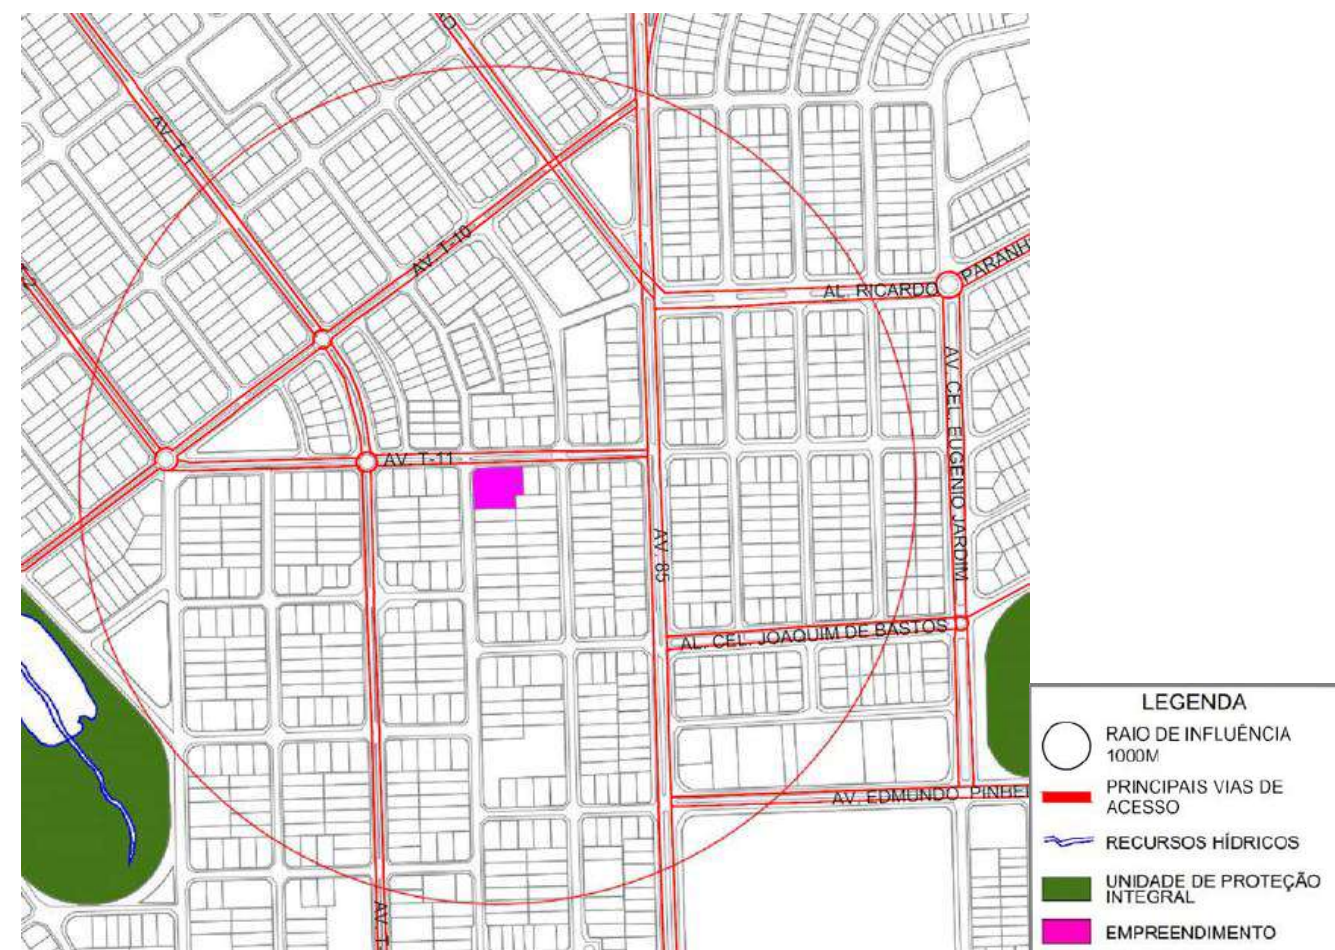 AV. T-1
AV. T-10
AL. RICARDO
PARANH
AV. T-11
AV. CEL. EUGENIO JARDIM
AV. 85
AL. CEL. JOAQUIM DE BASTOS
AV. EDMUNDO PINHEI
AV. T-
LEGENDA
RAIO DE INFLUÊNCIA
1000M
PRINCIPAIS VIAS DE
ACESSO
RECURSOS HÍDRICOS
UNIDADE DE PROTEÇÃO
INTEGRAL
EMPREENDIMENTO